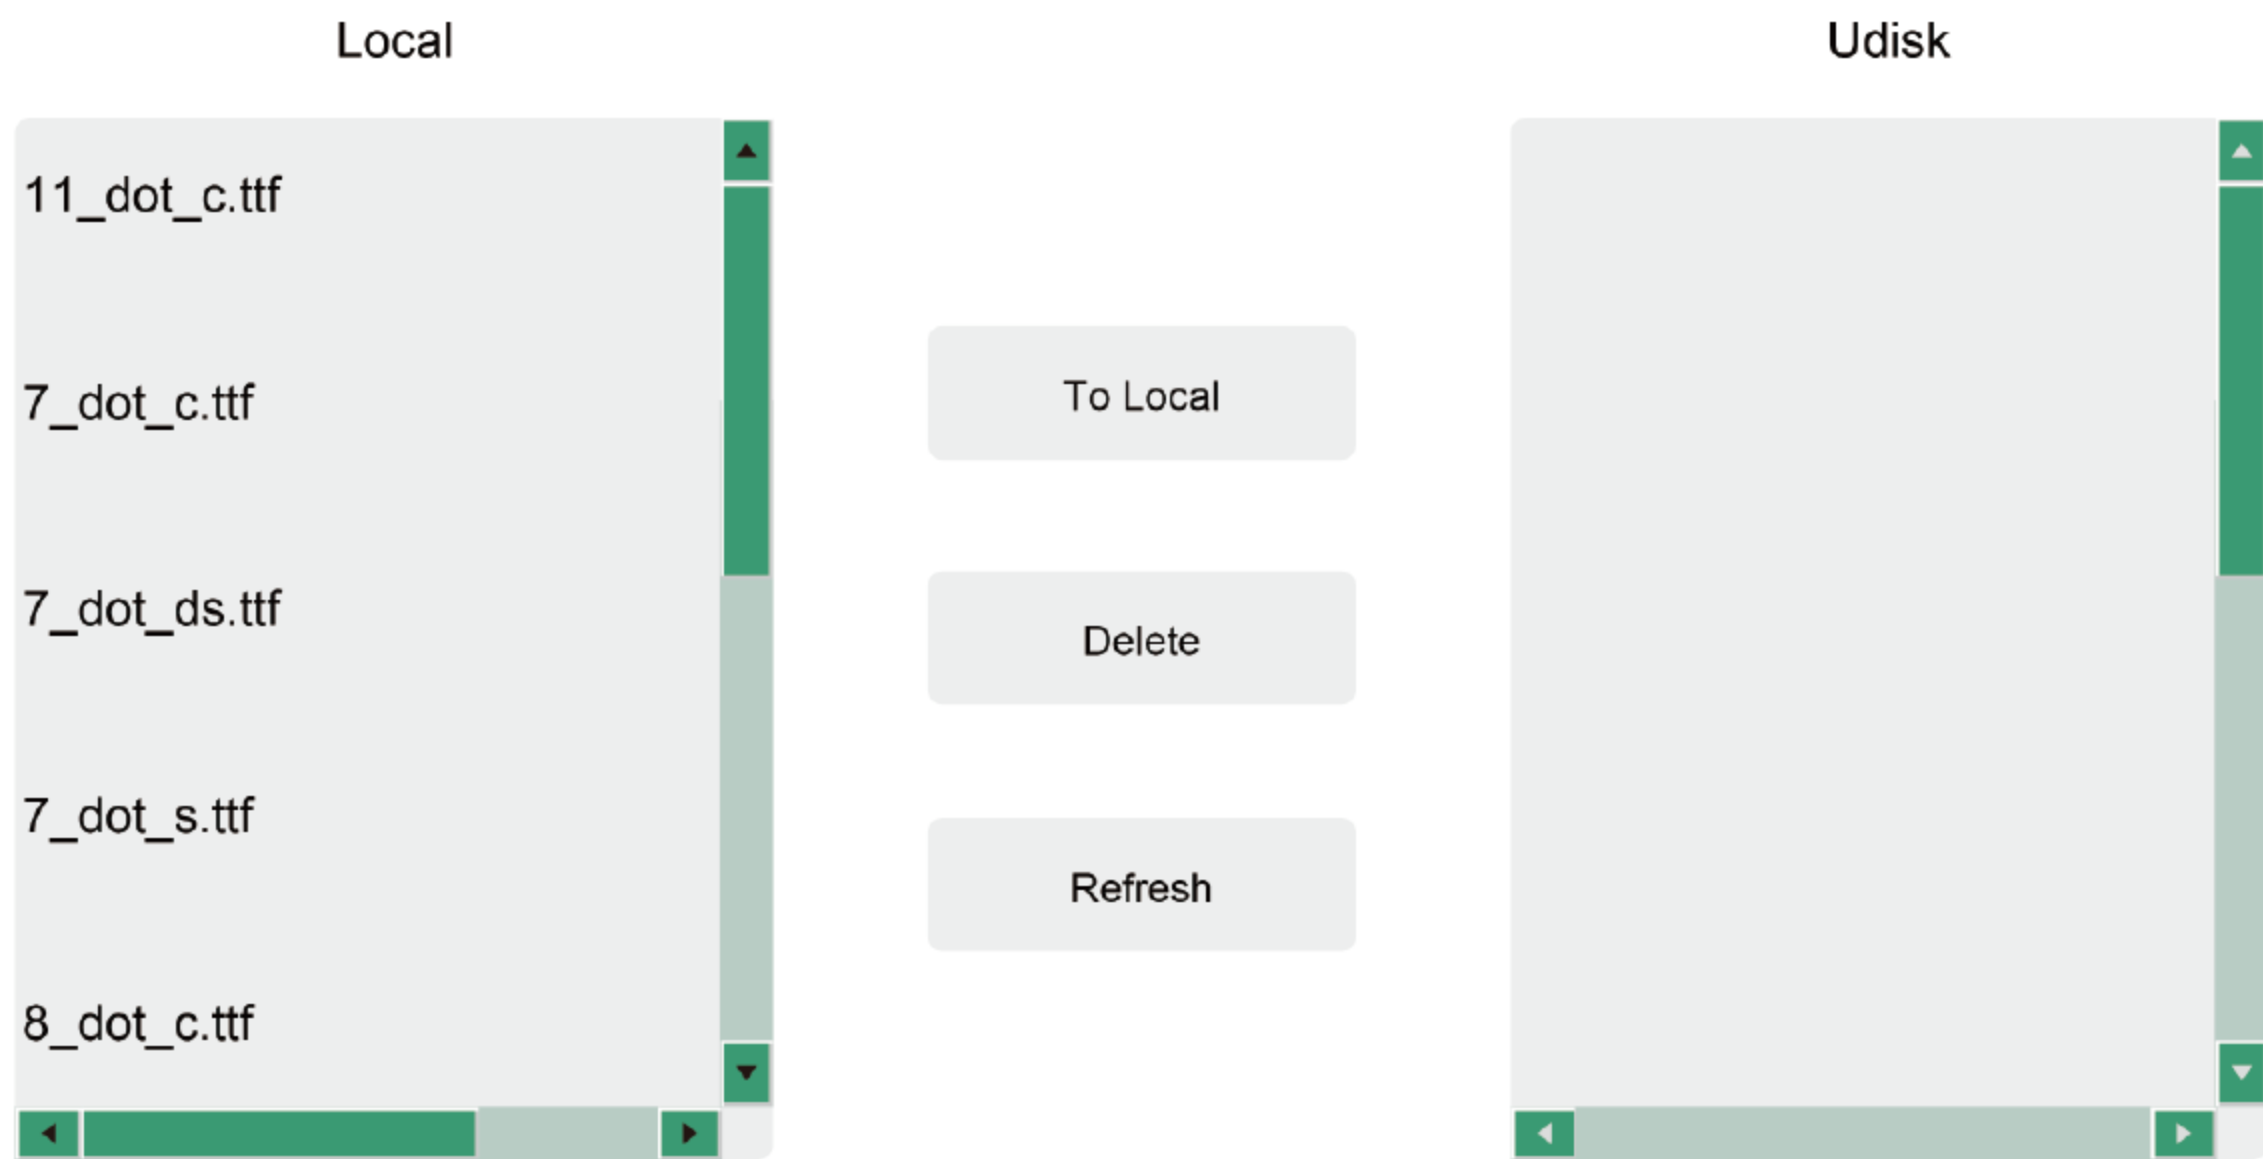 Local
Udisk
11_dot_c.ttf
7_dot_c.ttf
7_dot_ds.ttf
7_dot_s.ttf
8_dot_c.ttf
To Local
Delete
Refresh